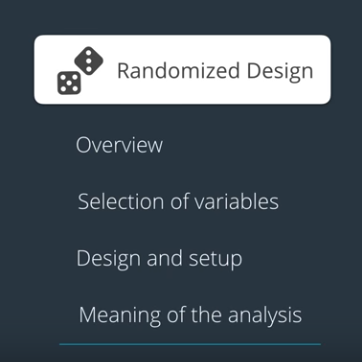 Randomized Design
Overview
Selection of variables
Design and setup
Meaning of the analysis